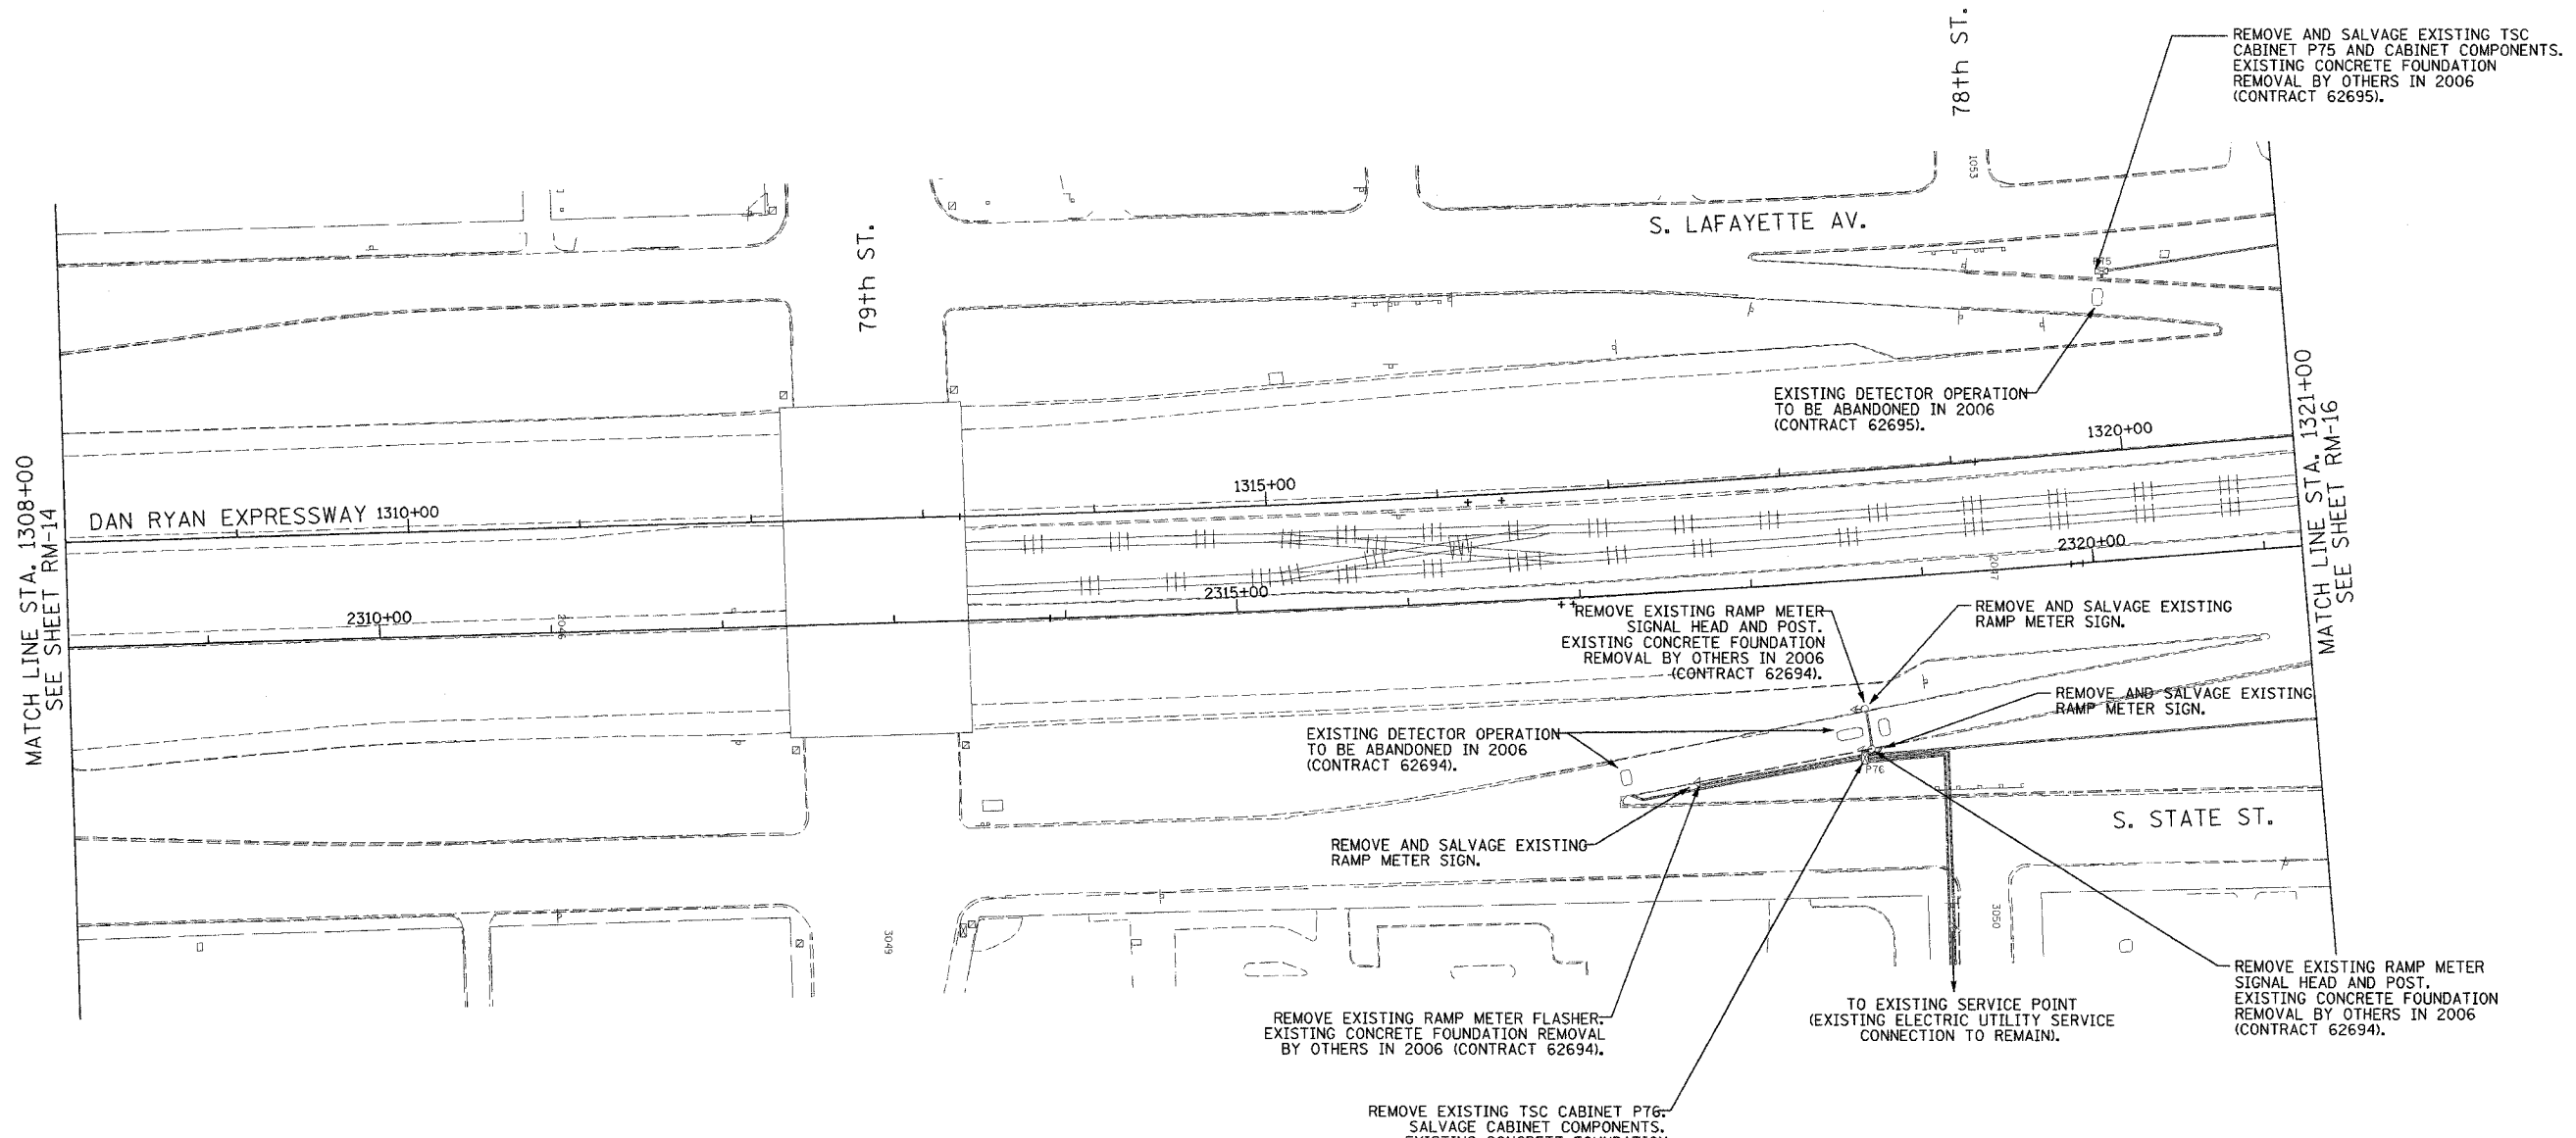 78th ST.
REMOVE AND SALVAGE EXISTING TSC
CABINET P75 AND CABINET COMPONENTS.
EXISTING CONCRETE FOUNDATION
REMOVAL BY OTHERS IN 2006
(CONTRACT 62695).
1053
S. LAFAYETTE AV.
79th ST.
P75
EXISTING DETECTOR OPERATION
TO BE ABANDONED IN 2006
(CONTRACT 62695).
1320+00
MATCH LINE STA. 1321+00
SEE SHEET RM-16
MATCH LINE STA. 1308+00
SEE SHEET RM-14
DAN RYAN EXPRESSWAY
1310+00
1315+00
2310+00
2046
2315+00
2320+00
2047
REMOVE EXISTING RAMP METER
SIGNAL HEAD AND POST.
EXISTING CONCRETE FOUNDATION
REMOVAL BY OTHERS IN 2006
(CONTRACT 62694).
REMOVE AND SALVAGE EXISTING
RAMP METER SIGN.
REMOVE AND SALVAGE EXISTING
RAMP METER SIGN.
EXISTING DETECTOR OPERATION
TO BE ABANDONED IN 2006
(CONTRACT 62694).
P76
S. STATE ST.
REMOVE AND SALVAGE EXISTING
RAMP METER SIGN.
3049
3050
REMOVE EXISTING RAMP METER FLASHER.
EXISTING CONCRETE FOUNDATION REMOVAL
BY OTHERS IN 2006 (CONTRACT 62694).
TO EXISTING SERVICE POINT
(EXISTING ELECTRIC UTILITY SERVICE
CONNECTION TO REMAIN).
REMOVE EXISTING RAMP METER
SIGNAL HEAD AND POST.
EXISTING CONCRETE FOUNDATION
REMOVAL BY OTHERS IN 2006
(CONTRACT 62694).
REMOVE EXISTING TSC CABINET P76.
SALVAGE CABINET COMPONENTS.
EXISTING CONCRETE FOUNDATION